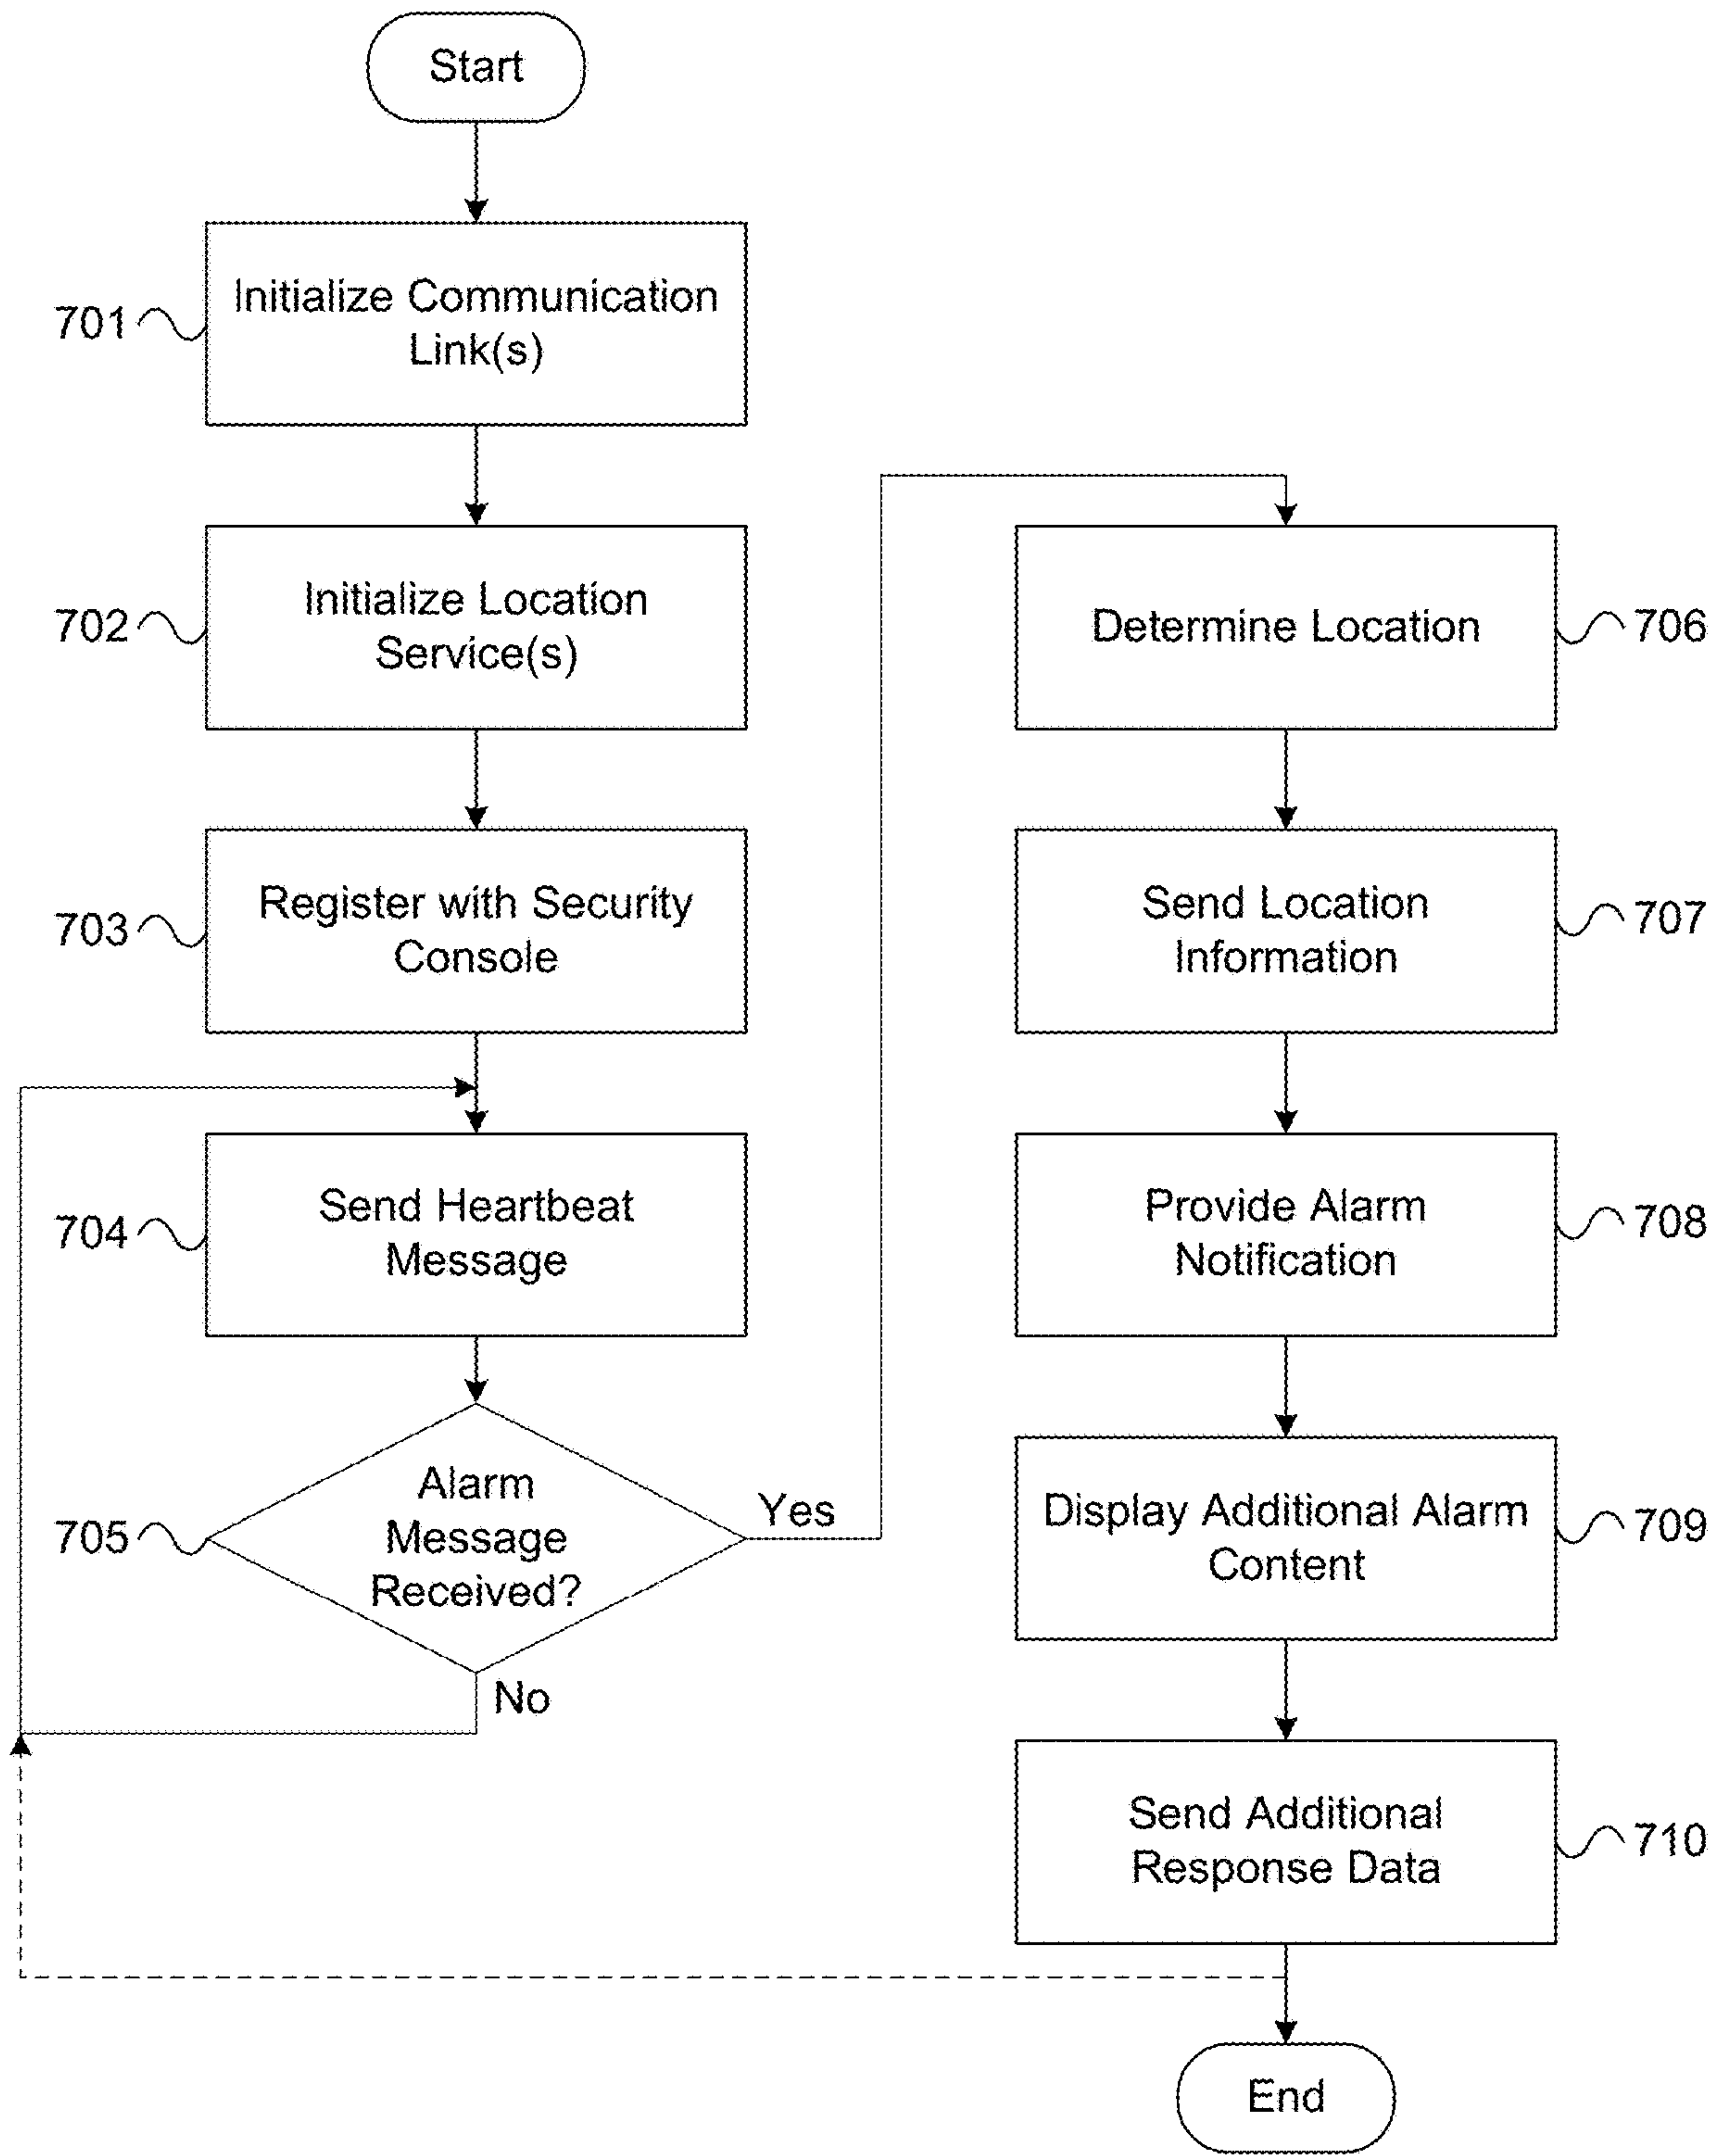 Start
701
Initialize Communication
Link(s)
702
Initialize Location
Service(s)
703
Register with Security
Console
704
Send Heartbeat
Message
705
Alarm
Message
Received?
Yes
No
Determine Location
706
Send Location
Information
707
Provide Alarm
Notification
708
Display Additional Alarm
Content
709
Send Additional
Response Data
710
End